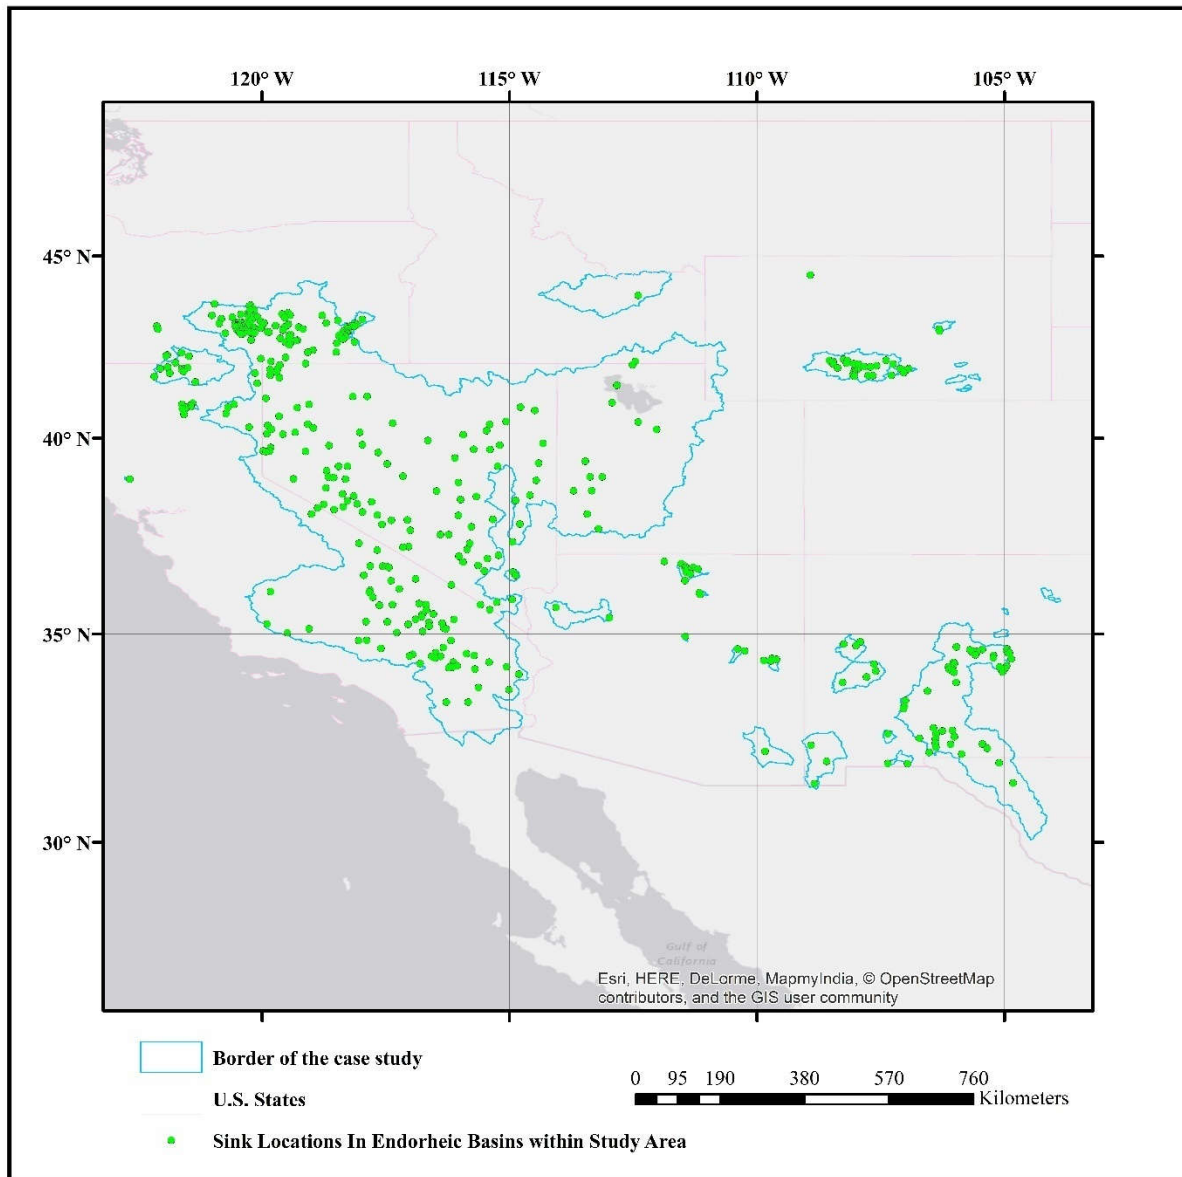 120° W 115° W 110° W 105° W
45° N
40° N
35° N
30° N
Gulf of
California
Esri, HERE, DeLorme, MapmyIndia, © OpenStreetMap
contributors, and the GIS user community
Border of the case study
U.S. States
Sink Locations In Endorheic Basins within Study Area
0 95 190 380 570 760
Kilometers